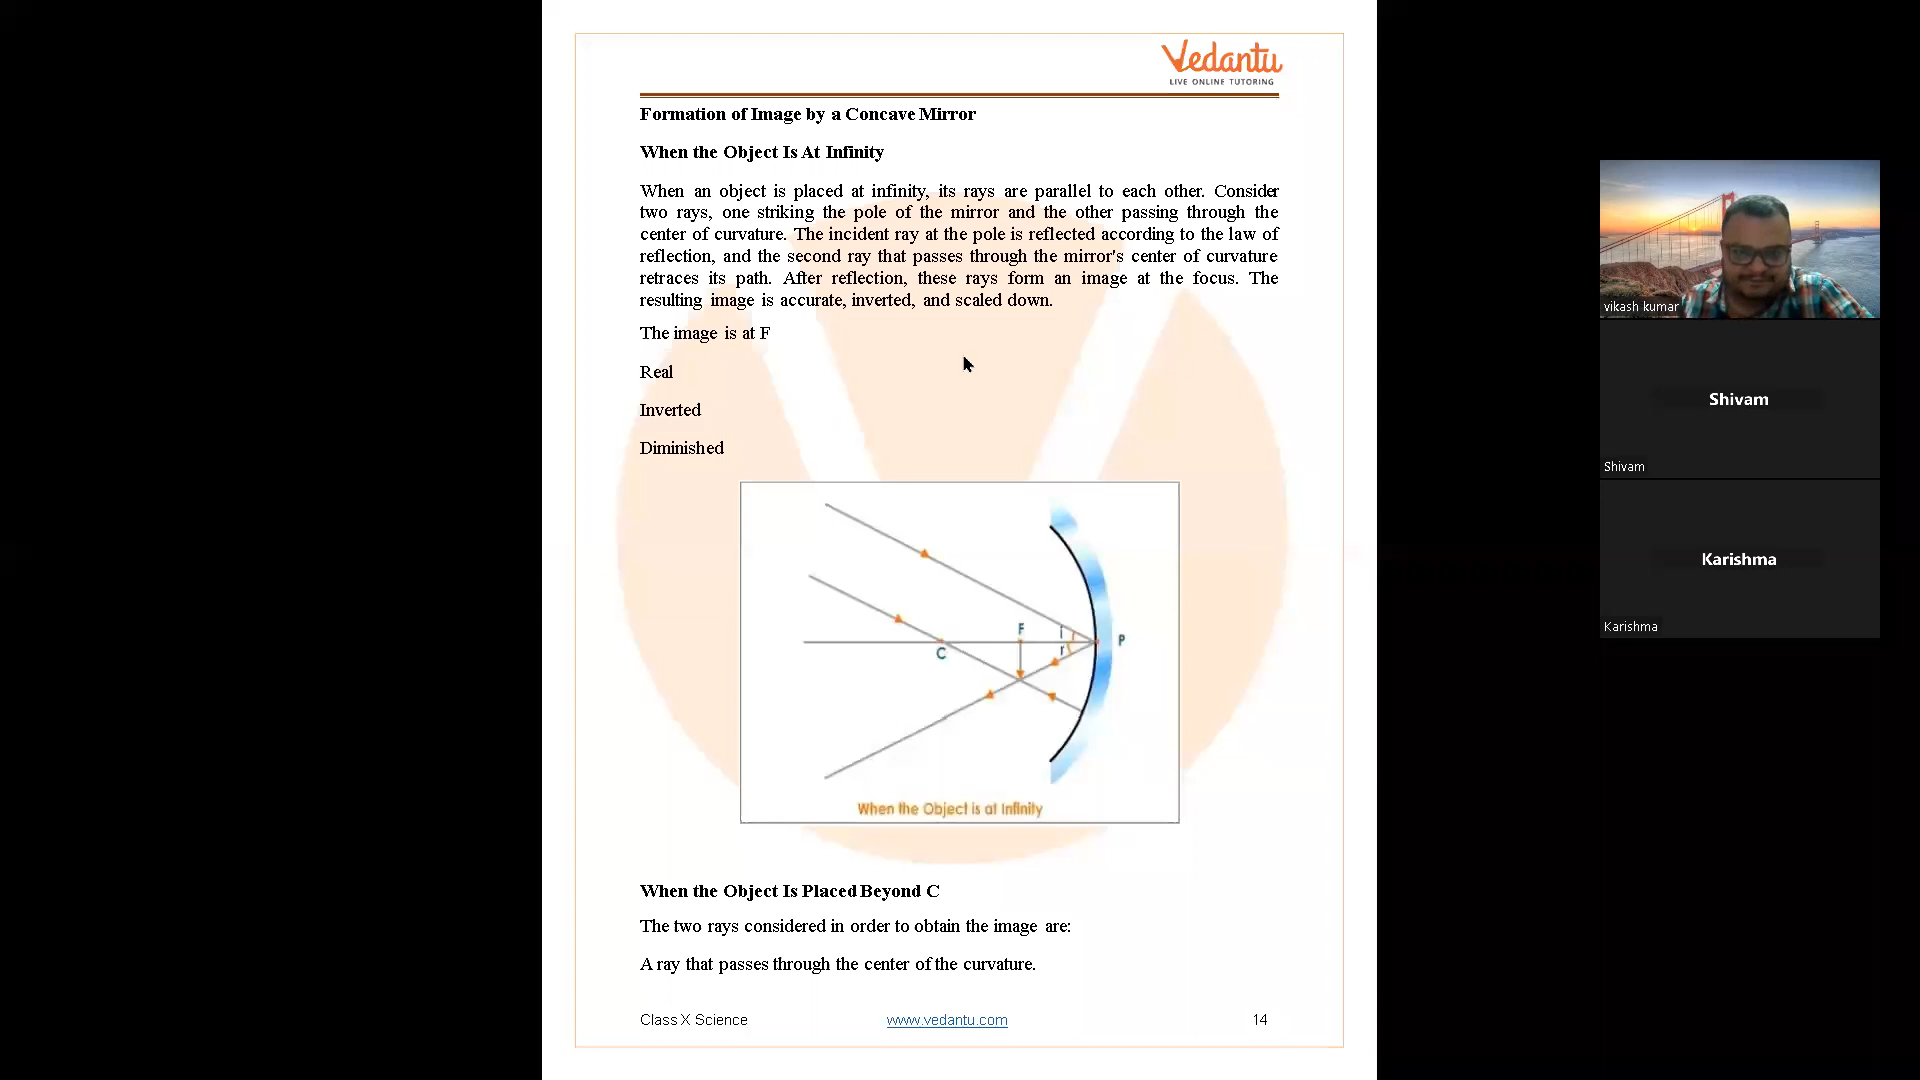 Vedantu
LIVE ONLINE TUTORING
Formation of Image by a Concave Mirror
When the Object Is At Infinity
When an object is placed at infinity, its rays are parallel to each other. Consider
two rays, one striking the pole of the mirror and the other passing through the
center of curvature. The incident ray at the pole is reflected according to the law of
reflection, and the second ray that passes through the mirror's center of curvature
retraces its path. After reflection, these rays form an image at the focus. The
resulting image is accurate, inverted, and scaled down.
The image is at F
Real
Inverted
Diminished
F
i
P
C
r
When the Object is at Infinity
When the Object Is Placed Beyond C
The two rays considered in order to obtain the image are:
A ray that passes through the center of the curvature.
Class X Science
www.vedantu.com
14
vikash kumar
Shivam
Shivam
Karishma
Karishma